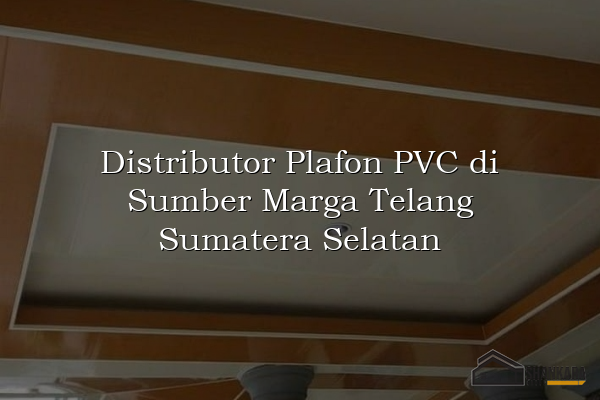 Distributor Plafon PVC di
Sumber Marga Telang
Sumatera Selatan